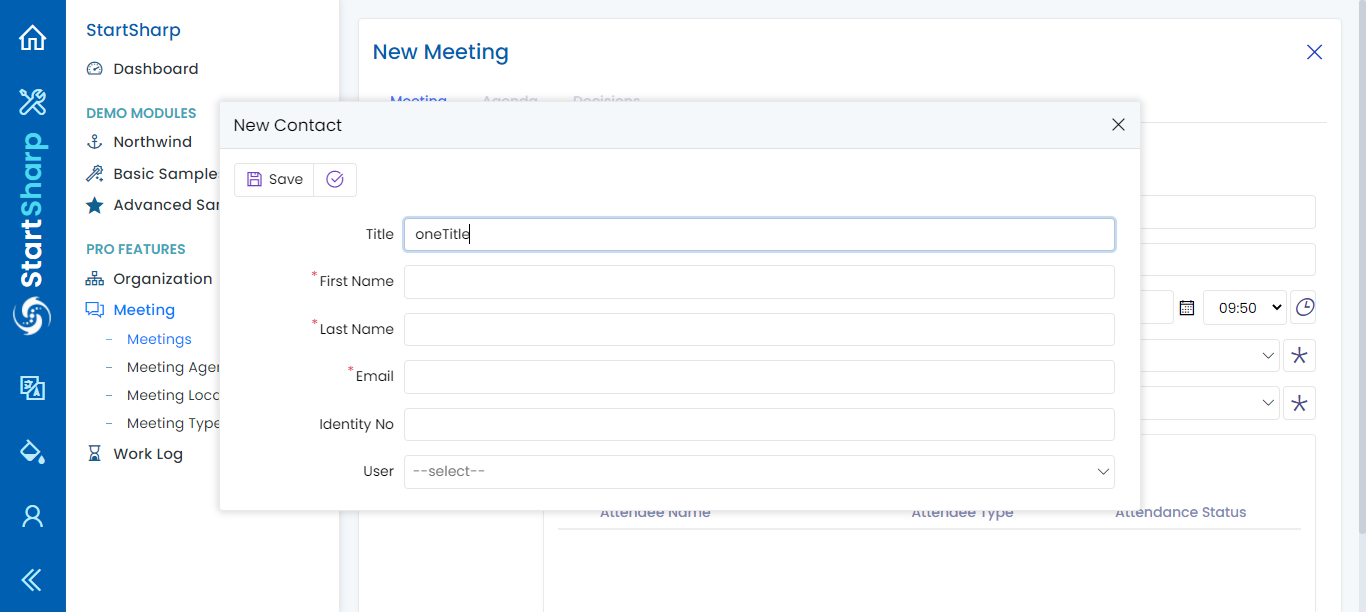 StartSharp
StartSharp
Dashboard
DEMO MODULES
Northwind
Basic Sample
Advanced Sar
PRO FEATURES
Organization
Meeting
Meetings
Meeting Agen
Meeting Loca
Meeting Type
Work Log
New Meeting
Meeting Agenda Decisions
New Contact
Save
Title oneTitle
* First Name
* Last Name
* Email
Identity No
User --select--
09:50
Attendee Name Attendee Type Attendance Status